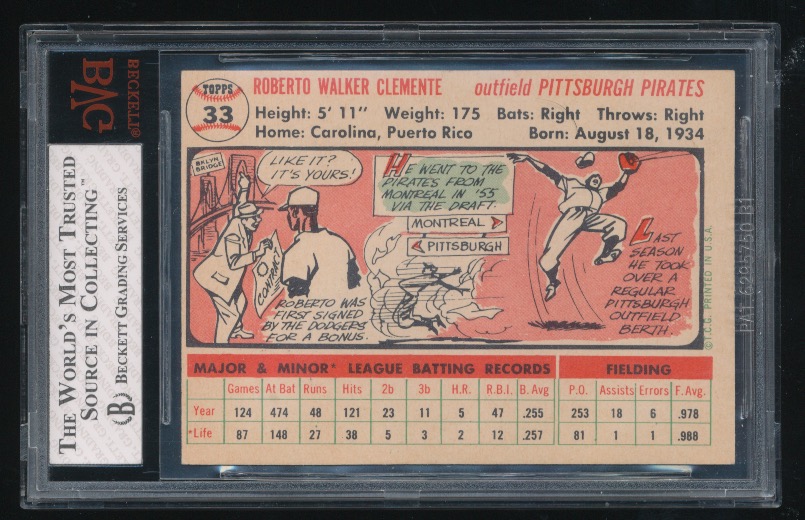 BECKETT®
BVG
THE WORLD'S MOST TRUSTED
SOURCE IN COLLECTING™
BECKETT GRADING SERVICES
B
TOPPS
33
ROBERTO WALKER CLEMENTE outfield PITTSBURGH PIRATES
Height: 5' 11" Weight: 175 Bats: Right Throws: Right
Home: Carolina, Puerto Rico Born: August 18, 1934
BKLYN
BRIDGE
LIKE IT?
IT'S YOURS!
CONTRACT
ROBERTO WAS
FIRST SIGNED
BY THE DODGERS
FOR A BONUS.
HE WENT TO THE
PIRATES FROM
MONTREAL IN '55
VIA THE DRAFT.
MONTREAL
PITTSBURGH
LAST
SEASON
HE TOOK
OVER A
REGULAR
PITTSBURGH
OUTFIELD
BERTH.
© T.C.G. PRINTED IN U.S.A.
MAJOR & MINOR* LEAGUE BATTING RECORDS FIELDING
Games At Bat Runs Hits 2b 3b H.R. R.B.I. B. Avg P.O. Assists Errors F. Avg.
Year 124 474 48 121 23 11 5 47 .255 253 18 6 .978
*Life 87 148 27 38 5 3 2 12 .257 81 1 1 .988